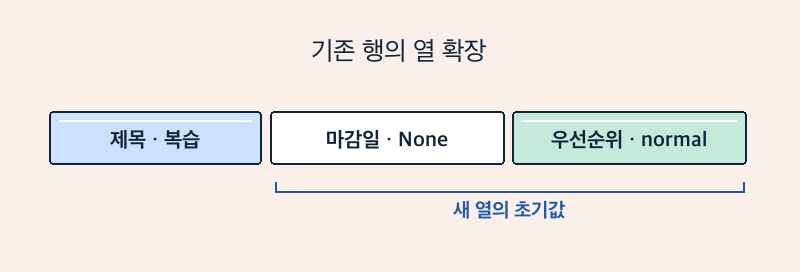 기존 행의 열 확장
제목 · 복습
마감일 · None
우선순위 · normal
새 열의 초기값